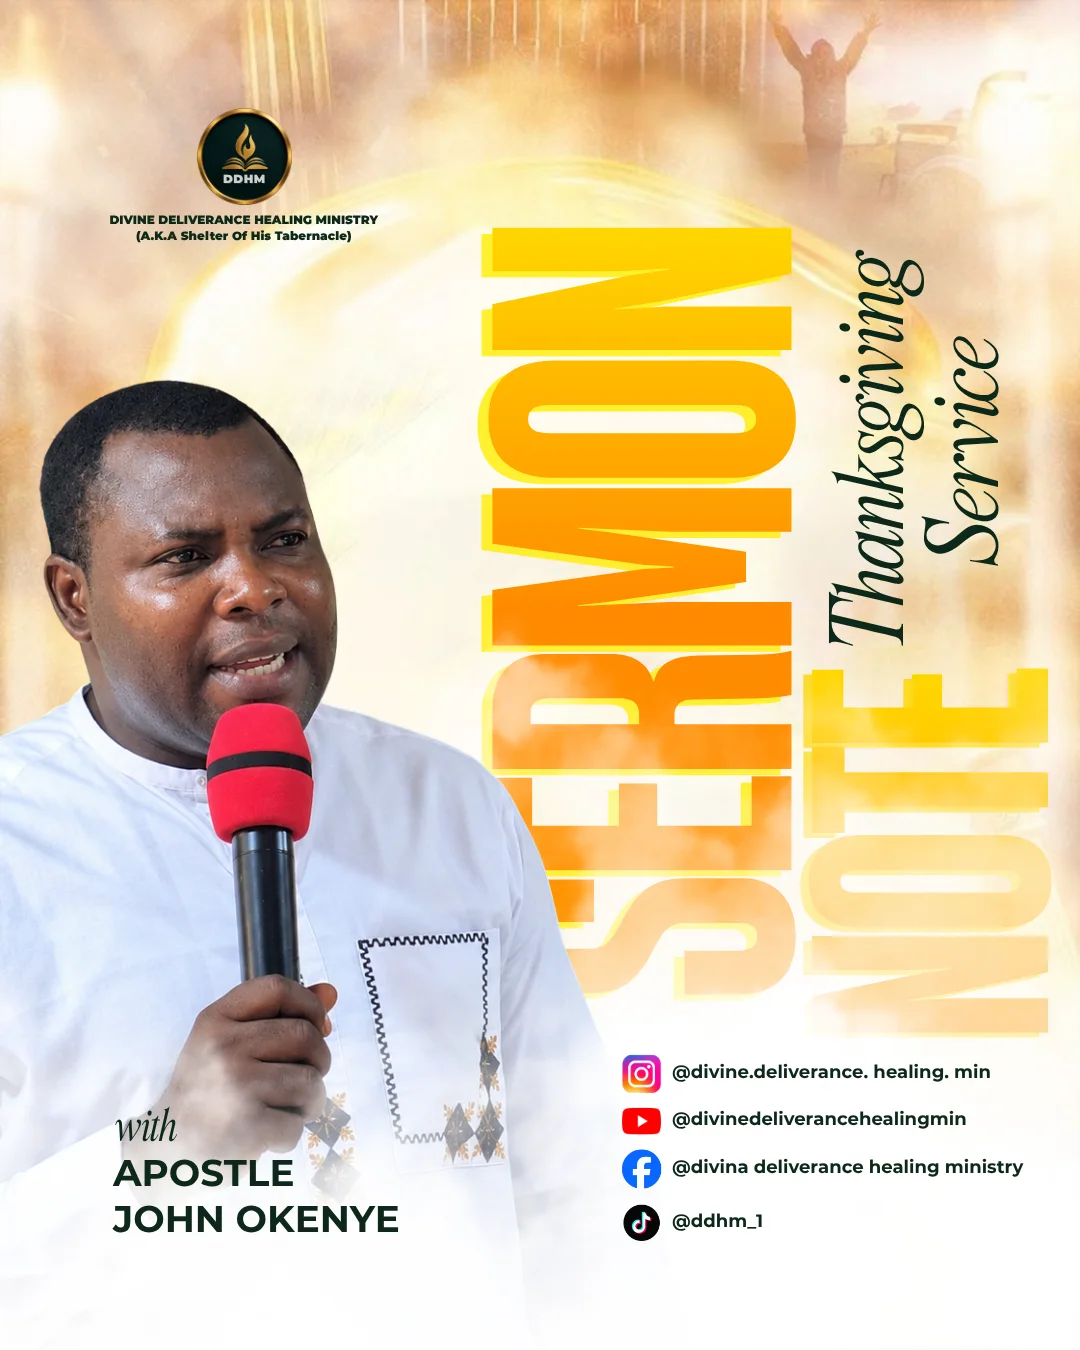 DDHM
DIVINE DELIVERANCE HEALING MINISTRY
(A.K.A Shelter Of His Tabernacle)
SERMON
NOTE
Thanksgiving
Service
with
APOSTLE
JOHN OKENYE
@divine.deliverance. healing. min
@divinedeliverancehealingmin
@divina deliverance healing ministry
@ddhm_1